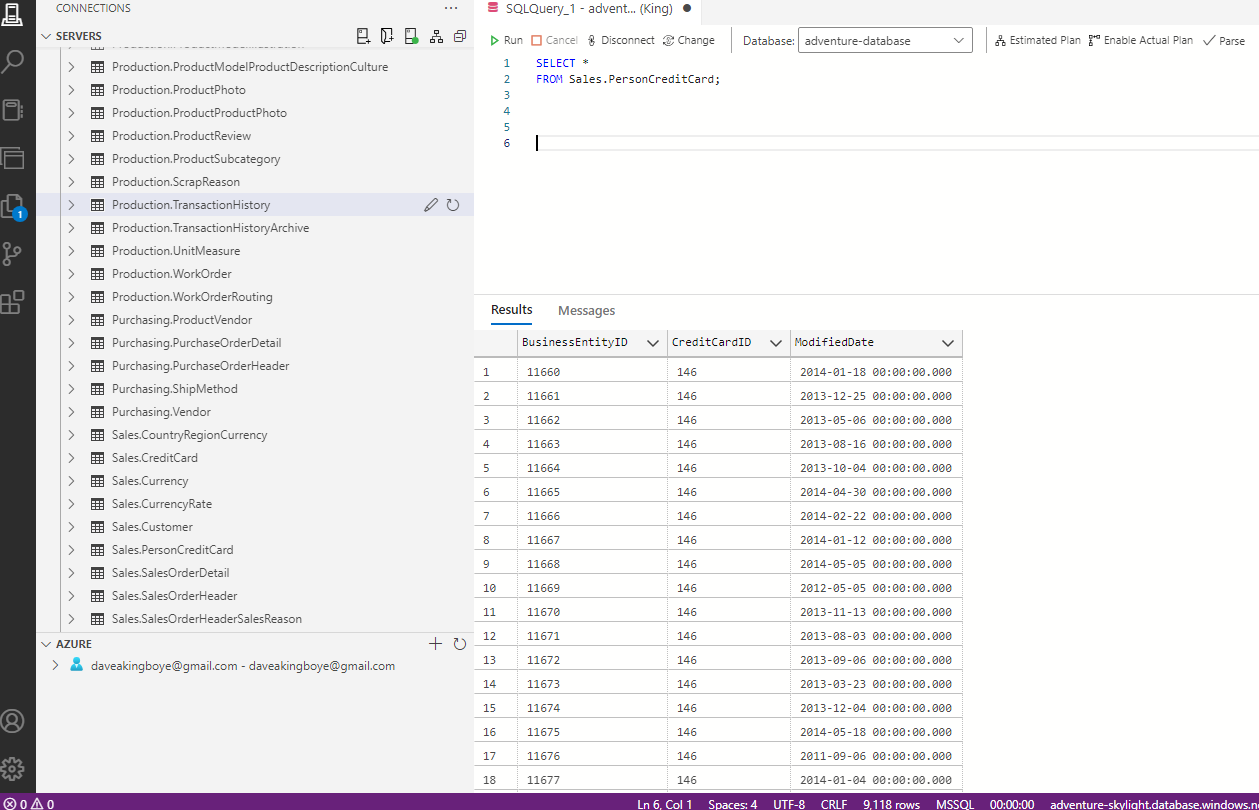 CONNECTIONS
SERVERS
Production.ProductModelProductDescriptionCulture
Production.ProductPhoto
Production.ProductProductPhoto
Production.ProductReview
Production.ProductSubcategory
Production.ScrapReason
Production.TransactionHistory
Production.TransactionHistoryArchive
Production.UnitMeasure
Production.WorkOrder
Production.WorkOrderRouting
Purchasing.ProductVendor
Purchasing.PurchaseOrderDetail
Purchasing.PurchaseOrderHeader
Purchasing.ShipMethod
Purchasing.Vendor
Sales.CountryRegionCurrency
Sales.CreditCard
Sales.Currency
Sales.CurrencyRate
Sales.Customer
Sales.PersonCreditCard
Sales.SalesOrderDetail
Sales.SalesOrderHeader
Sales.SalesOrderHeaderSalesReason
AZURE
daveakingboye@gmail.com - daveakingboye@gmail.com
1
SQLQuery_1 - advent... (King)
Run Cancel Disconnect Change Database: adventure-database Estimated Plan Enable Actual Plan Parse
1 SELECT *
2 FROM Sales.PersonCreditCard;
3
4
5
6
Results Messages
BusinessEntityID CreditCardID ModifiedDate
1 11660 146 2014-01-18 00:00:00.000
2 11661 146 2013-12-25 00:00:00.000
3 11662 146 2013-05-06 00:00:00.000
4 11663 146 2013-08-16 00:00:00.000
5 11664 146 2013-10-04 00:00:00.000
6 11665 146 2014-04-30 00:00:00.000
7 11666 146 2014-02-22 00:00:00.000
8 11667 146 2014-01-12 00:00:00.000
9 11668 146 2014-05-05 00:00:00.000
10 11669 146 2012-05-05 00:00:00.000
11 11670 146 2013-11-13 00:00:00.000
12 11671 146 2013-08-03 00:00:00.000
13 11672 146 2013-09-06 00:00:00.000
14 11673 146 2013-03-23 00:00:00.000
15 11674 146 2013-12-04 00:00:00.000
16 11675 146 2014-05-18 00:00:00.000
17 11676 146 2011-09-06 00:00:00.000
18 11677 146 2014-01-04 00:00:00.000
0 0 Ln 6, Col 1 Spaces: 4 UTF-8 CRLF 9,118 rows MSSQL 00:00:00 adventure-skylight.database.windows.n